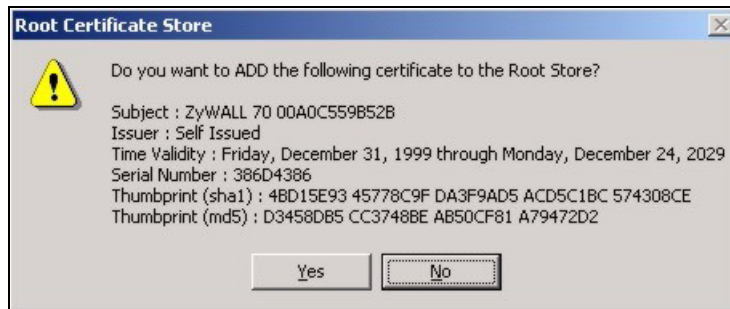 Root Certificate Store
Do you want to ADD the following certificate to the Root Store?
Subject : ZyWALL 70 00A0C559B52B
Issuer : Self Issued
Time Validity : Friday, December 31, 1999 through Monday, December 24, 2029
Serial Number : 386D4386
Thumbprint (sha1) : 4BD15E93 45778C9F DA3F9AD5 ACD5C1BC 574308CE
Thumbprint (md5) : D3458DB5 CC3748BE AB50CF81 A79472D2
Yes No